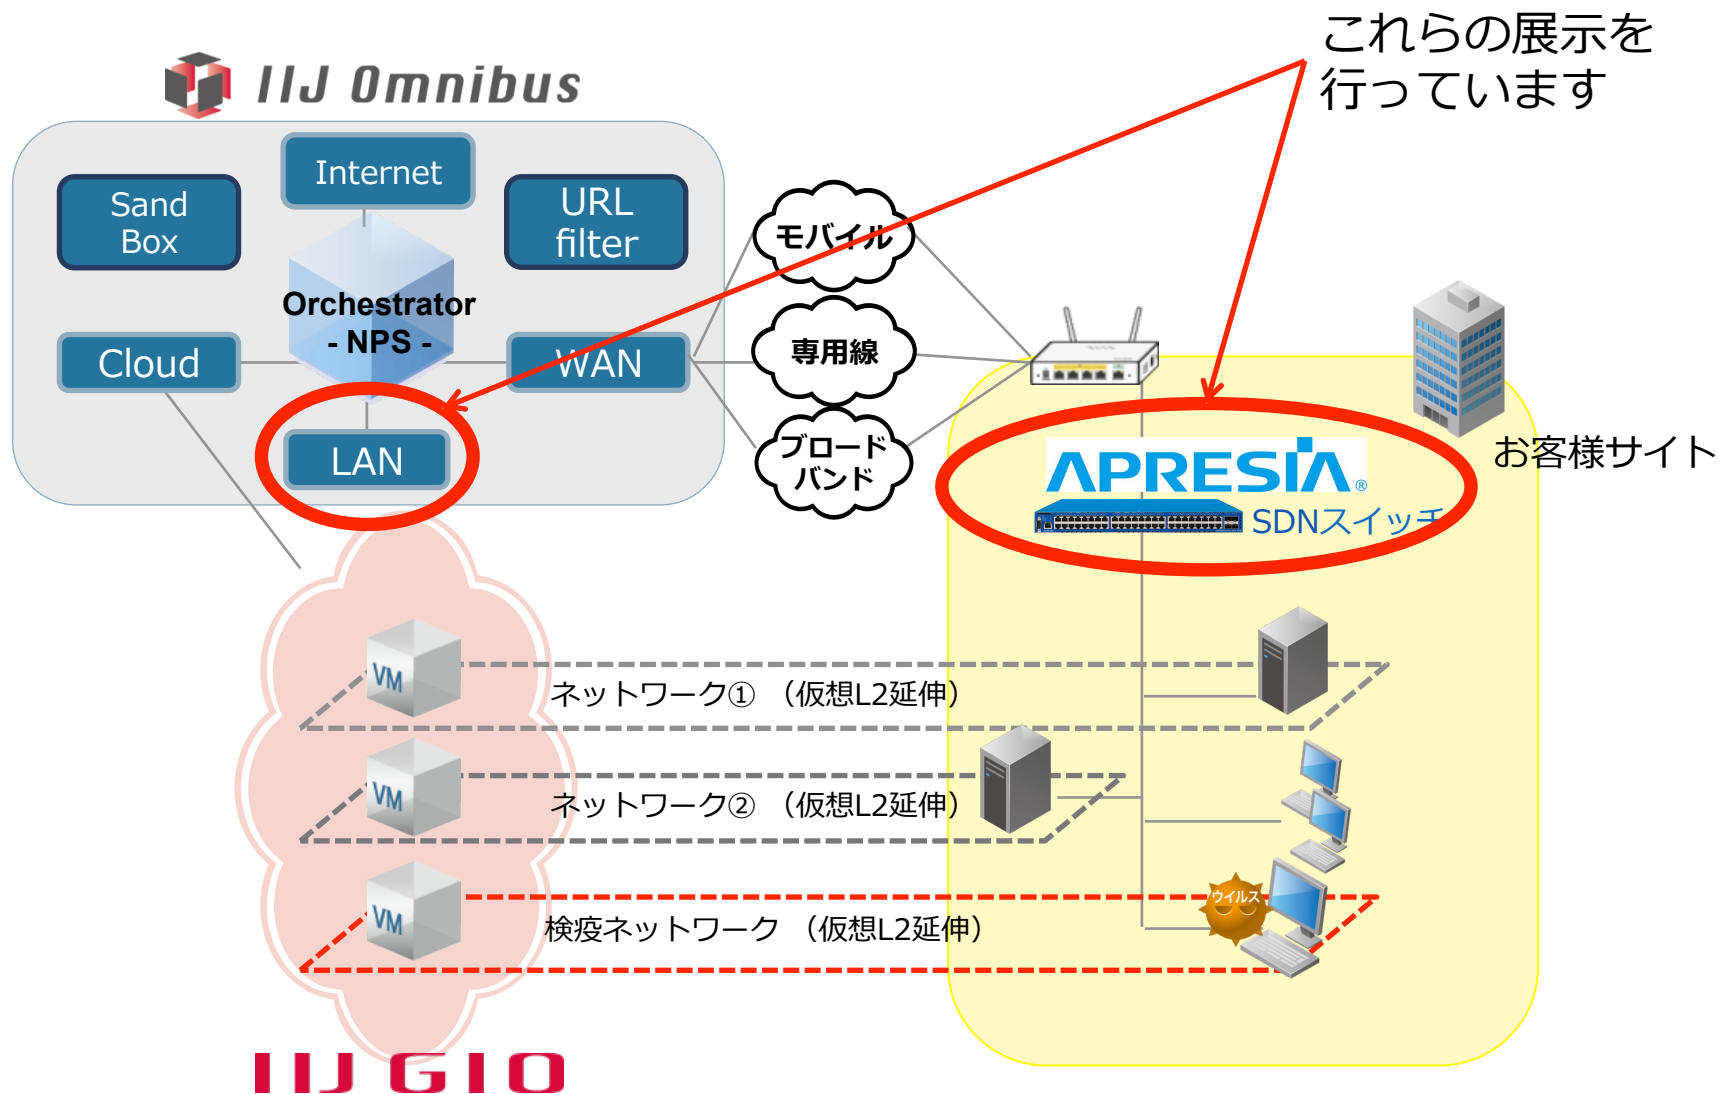 これらの展示を
行っています
IIJ Omnibus
Internet
Sand
Box
URL
filter
Orchestrator
- NPS -
Cloud
WAN
LAN
モバイル
専用線
ブロード
バンド
お客様サイト
APRESIA®
SDNスイッチ
VM
ネットワーク① （仮想L2延伸）
VM
ネットワーク② （仮想L2延伸）
VM
検疫ネットワーク （仮想L2延伸）
ウイルス
IIJ GIO